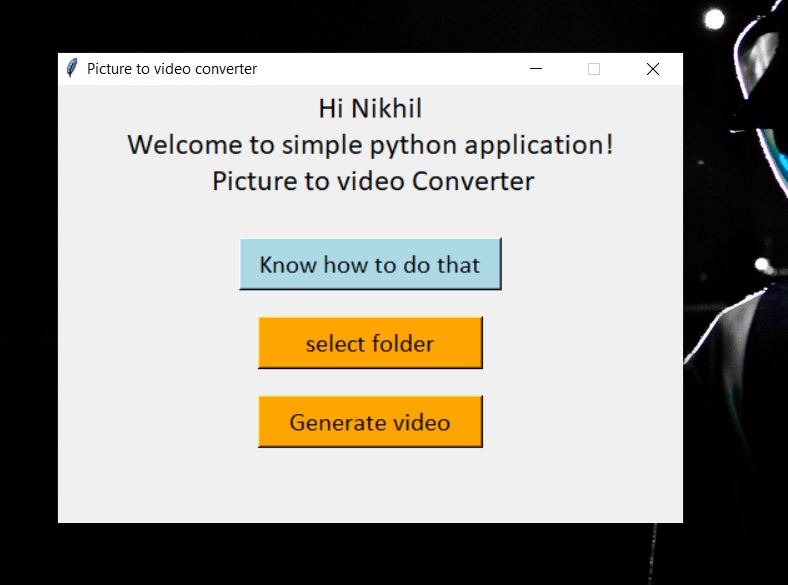 Picture to video converter
Hi Nikhil
Welcome to simple python application!
Picture to video Converter
Know how to do that
select folder
Generate video